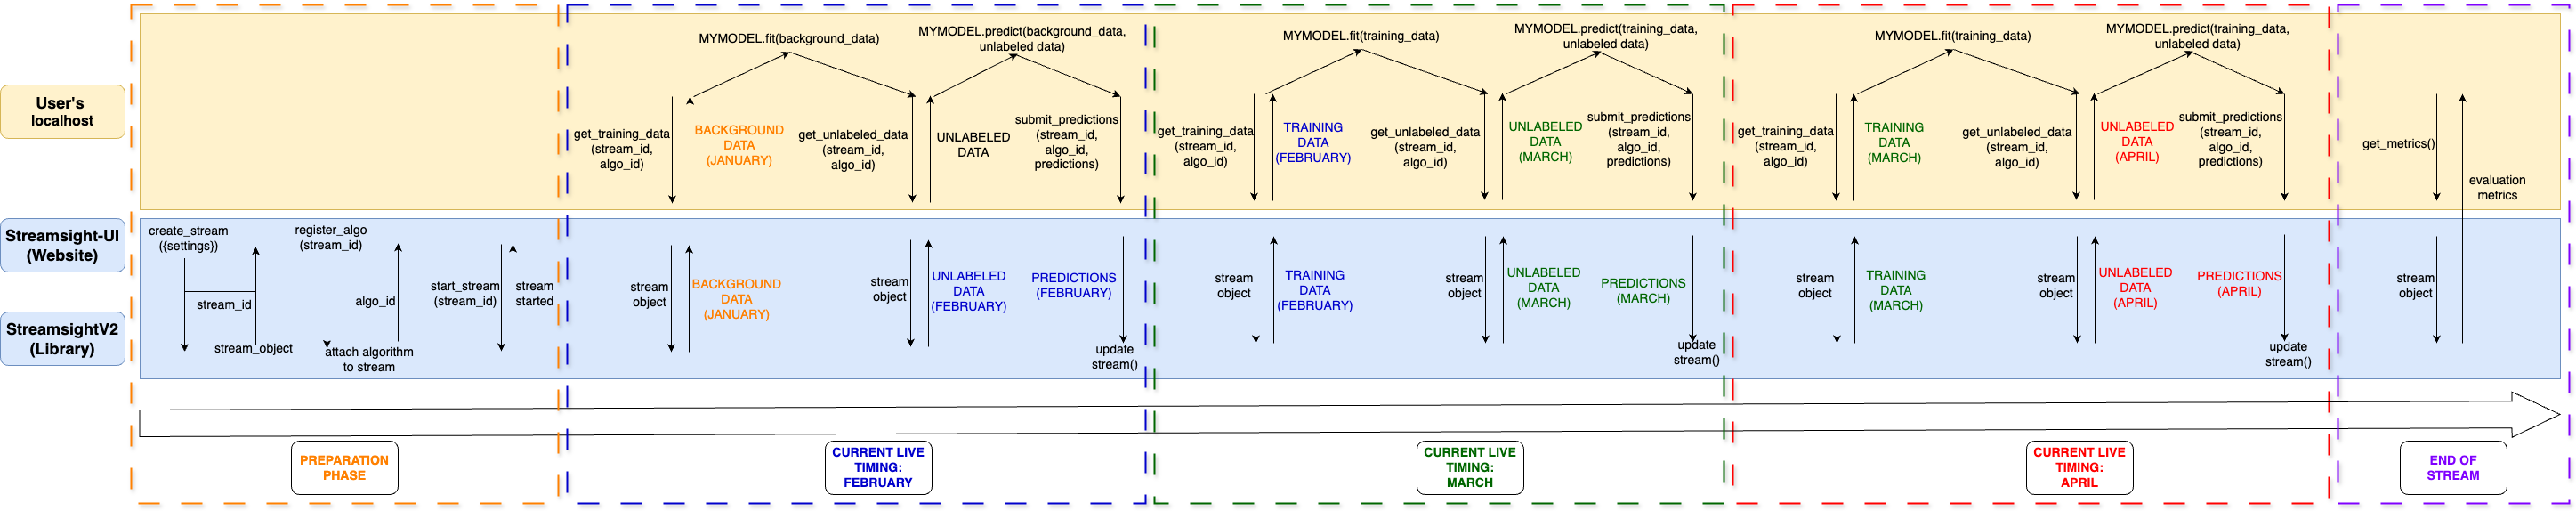 User's
localhost
Streamsight-UI
(Website)
StreamsightV2
(Library)
create_stream
({settings})
stream_id
stream_object
register_algo
(stream_id)
algo_id
attach algorithm
to stream
start_stream
(stream_id)
stream
started
PREPARATION
PHASE
MYMODEL.fit(background_data)
MYMODEL.predict(background_data,
unlabeled data)
get_training_data
(stream_id,
algo_id)
BACKGROUND
DATA
(JANUARY)
get_unlabeled_data
(stream_id,
algo_id)
UNLABELED
DATA
submit_predictions
(stream_id,
algo_id,
predictions)
stream
object
BACKGROUND
DATA
(JANUARY)
stream
object
UNLABELED
DATA
(FEBRUARY)
PREDICTIONS
(FEBRUARY)
update
stream()
CURRENT LIVE
TIMING:
FEBRUARY
MYMODEL.fit(training_data)
MYMODEL.predict(training_data,
unlabeled data)
get_training_data
(stream_id,
algo_id)
TRAINING
DATA
(FEBRUARY)
get_unlabeled_data
(stream_id,
algo_id)
UNLABELED
DATA
(MARCH)
submit_predictions
(stream_id,
algo_id,
predictions)
stream
object
TRAINING
DATA
(FEBRUARY)
stream
object
UNLABELED
DATA
(MARCH)
PREDICTIONS
(MARCH)
update
stream()
CURRENT LIVE
TIMING:
MARCH
MYMODEL.fit(training_data)
MYMODEL.predict(training_data,
unlabeled data)
get_training_data
(stream_id,
algo_id)
TRAINING
DATA
(MARCH)
get_unlabeled_data
(stream_id,
algo_id)
UNLABELED
DATA
(APRIL)
submit_predictions
(stream_id,
algo_id,
predictions)
stream
object
TRAINING
DATA
(MARCH)
stream
object
UNLABELED
DATA
(APRIL)
PREDICTIONS
(APRIL)
update
stream()
CURRENT LIVE
TIMING:
APRIL
get_metrics()
evaluation
metrics
stream
object
END OF
STREAM